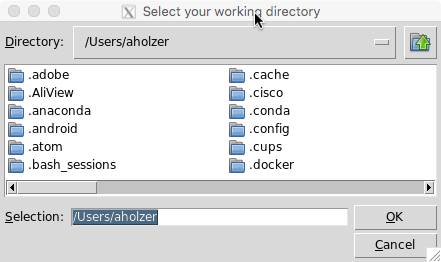 Select your working directory
Directory: /Users/aholzer
.adobe .cache
.AliView .cisco
.anaconda .conda
.android .config
.atom .cups
.bash_sessions .docker
Selection: /Users/aholzer OK
Cancel